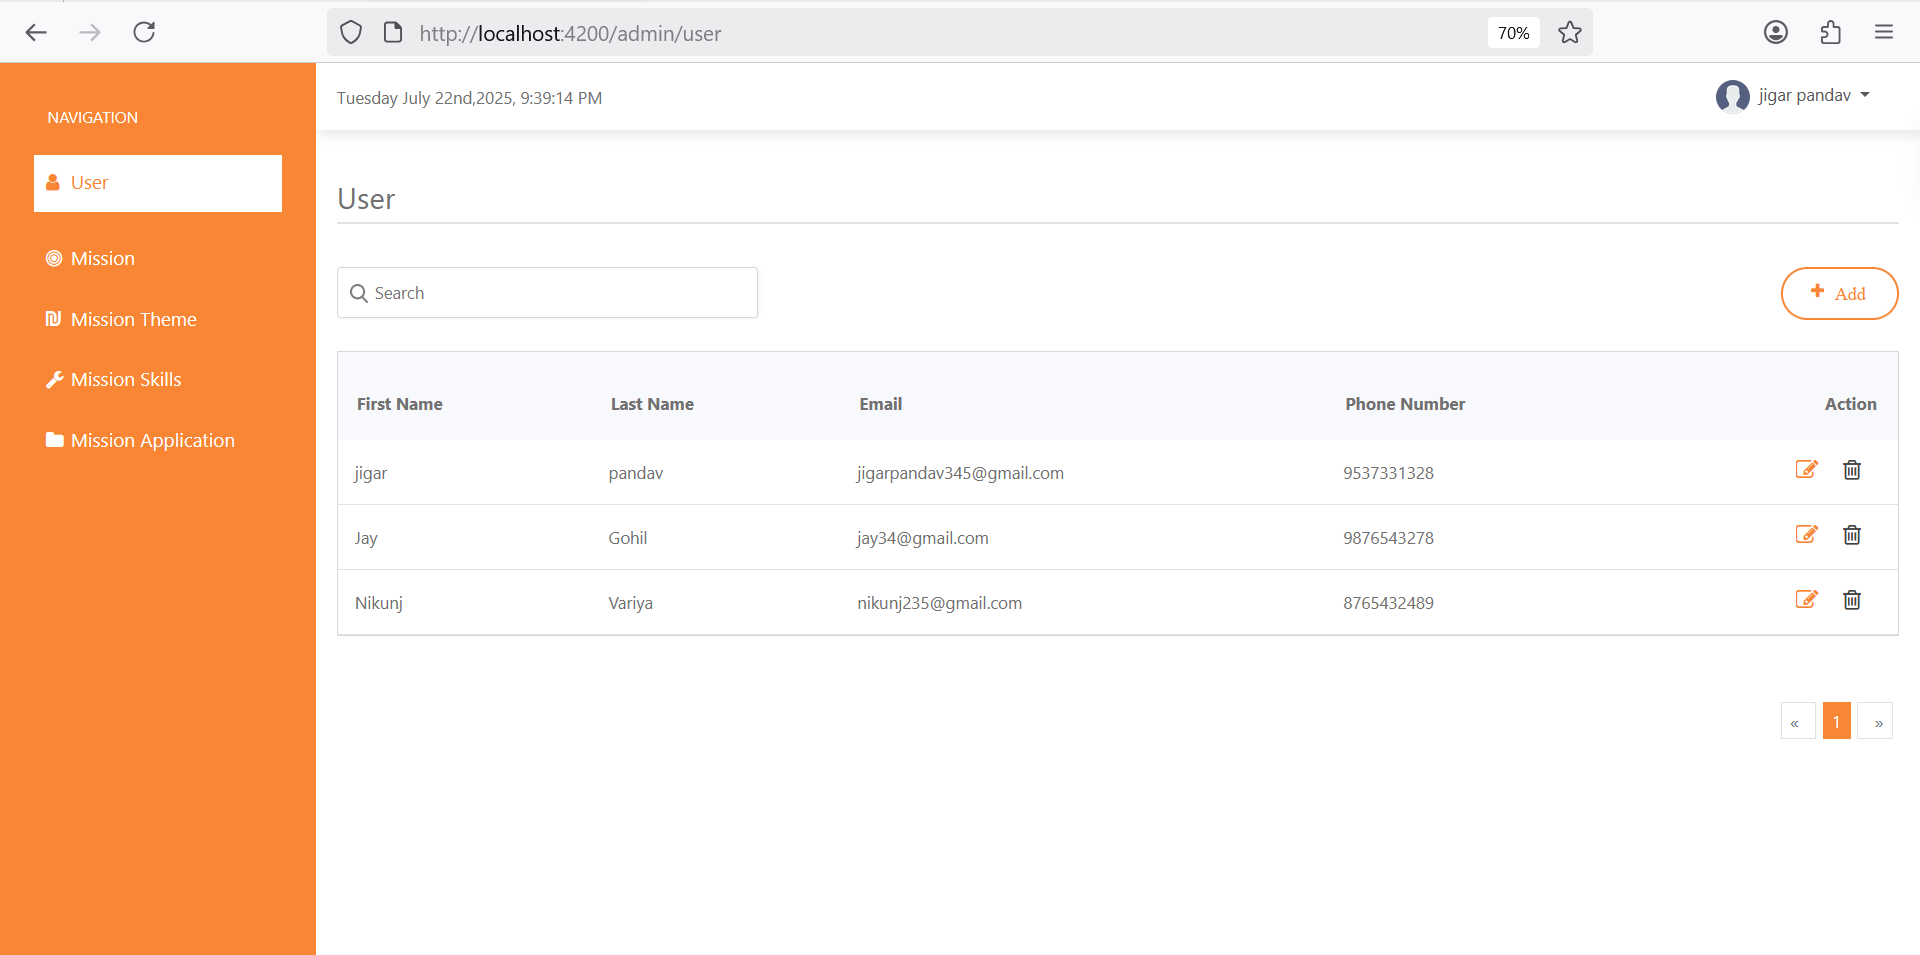 http://localhost:4200/admin/user
70%
NAVIGATION
User
Mission
Mission Theme
Mission Skills
Mission Application
Tuesday July 22nd,2025, 9:39:14 PM
jigar pandav
User
Search
+ Add
First Name Last Name Email Phone Number Action
jigar pandav jigarpandav345@gmail.com 9537331328
Jay Gohil jay34@gmail.com 9876543278
Nikunj Variya nikunj235@gmail.com 8765432489
« 1 »